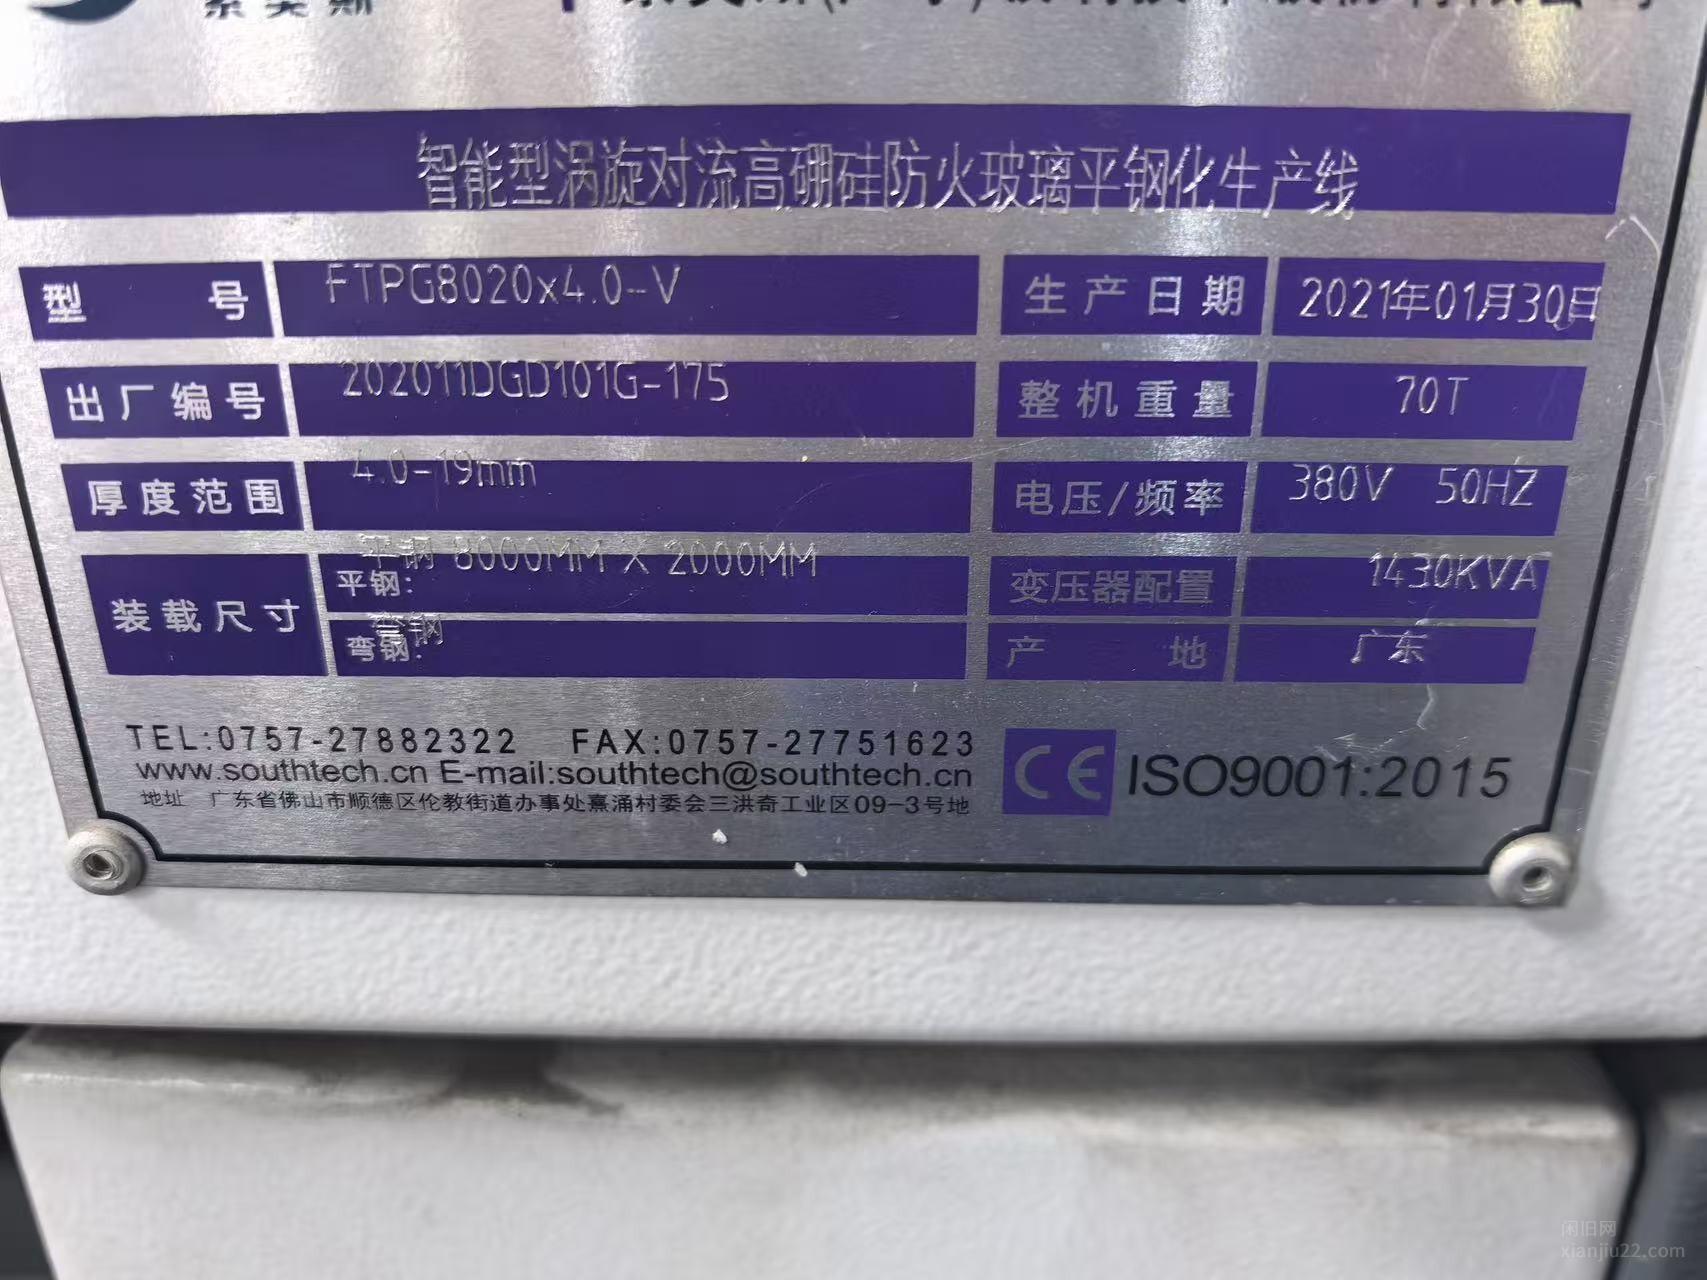 智能型涡旋对流高硼硅防火玻璃平钢化生产线
型号 FTPG8020x4.0-V 生产日期 2021年01月30日
出厂编号 202011DGD101G-175 整机重量 70T
厚度范围 4.0-19mm 电压/频率 380V 50HZ
装载尺寸 平钢 8000MM X 2000MM 变压器配置 1430KVA
平钢:
弯钢 产地 广东
弯钢:
TEL:0757-27882322 FAX:0757-27751623
www.southtech.cn E-mail:southtech@southtech.cn
CE ISO9001:2015
地址 广东省佛山市顺德区伦教街道办事处熹涌村委会三洪奇工业区09-3号地
闲旧网
xianjiu22.com